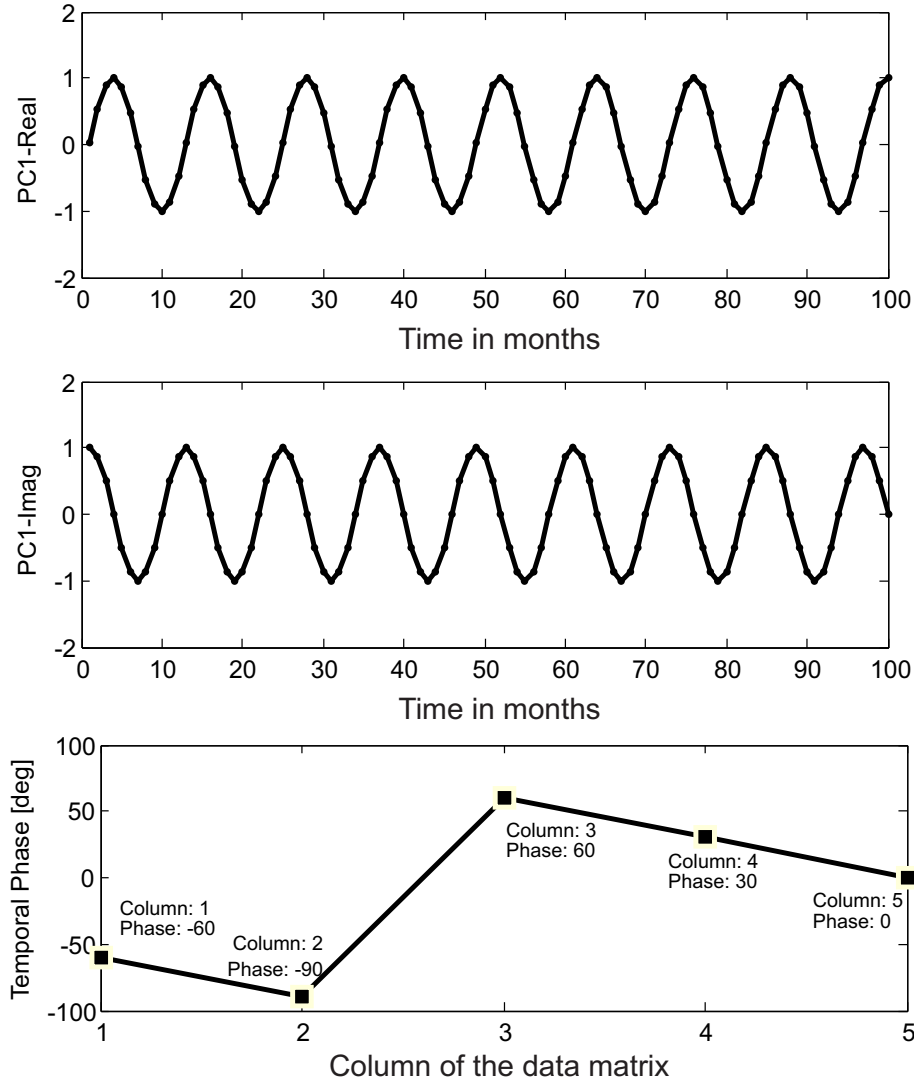 2
1
0
-1
-2
PC1-Real
0 10 20 30 40 50 60 70 80 90 100
Time in months
2
1
0
-1
-2
PC1-Imag
0 10 20 30 40 50 60 70 80 90 100
Time in months
100
50
0
-50
-100
Temporal Phase [deg]
Column: 1
Phase: -60
Column: 2
Phase: -90
Column: 3
Phase: 60
Column: 4
Phase: 30
Column: 5
Phase: 0
1 2 3 4 5
Column of the data matrix